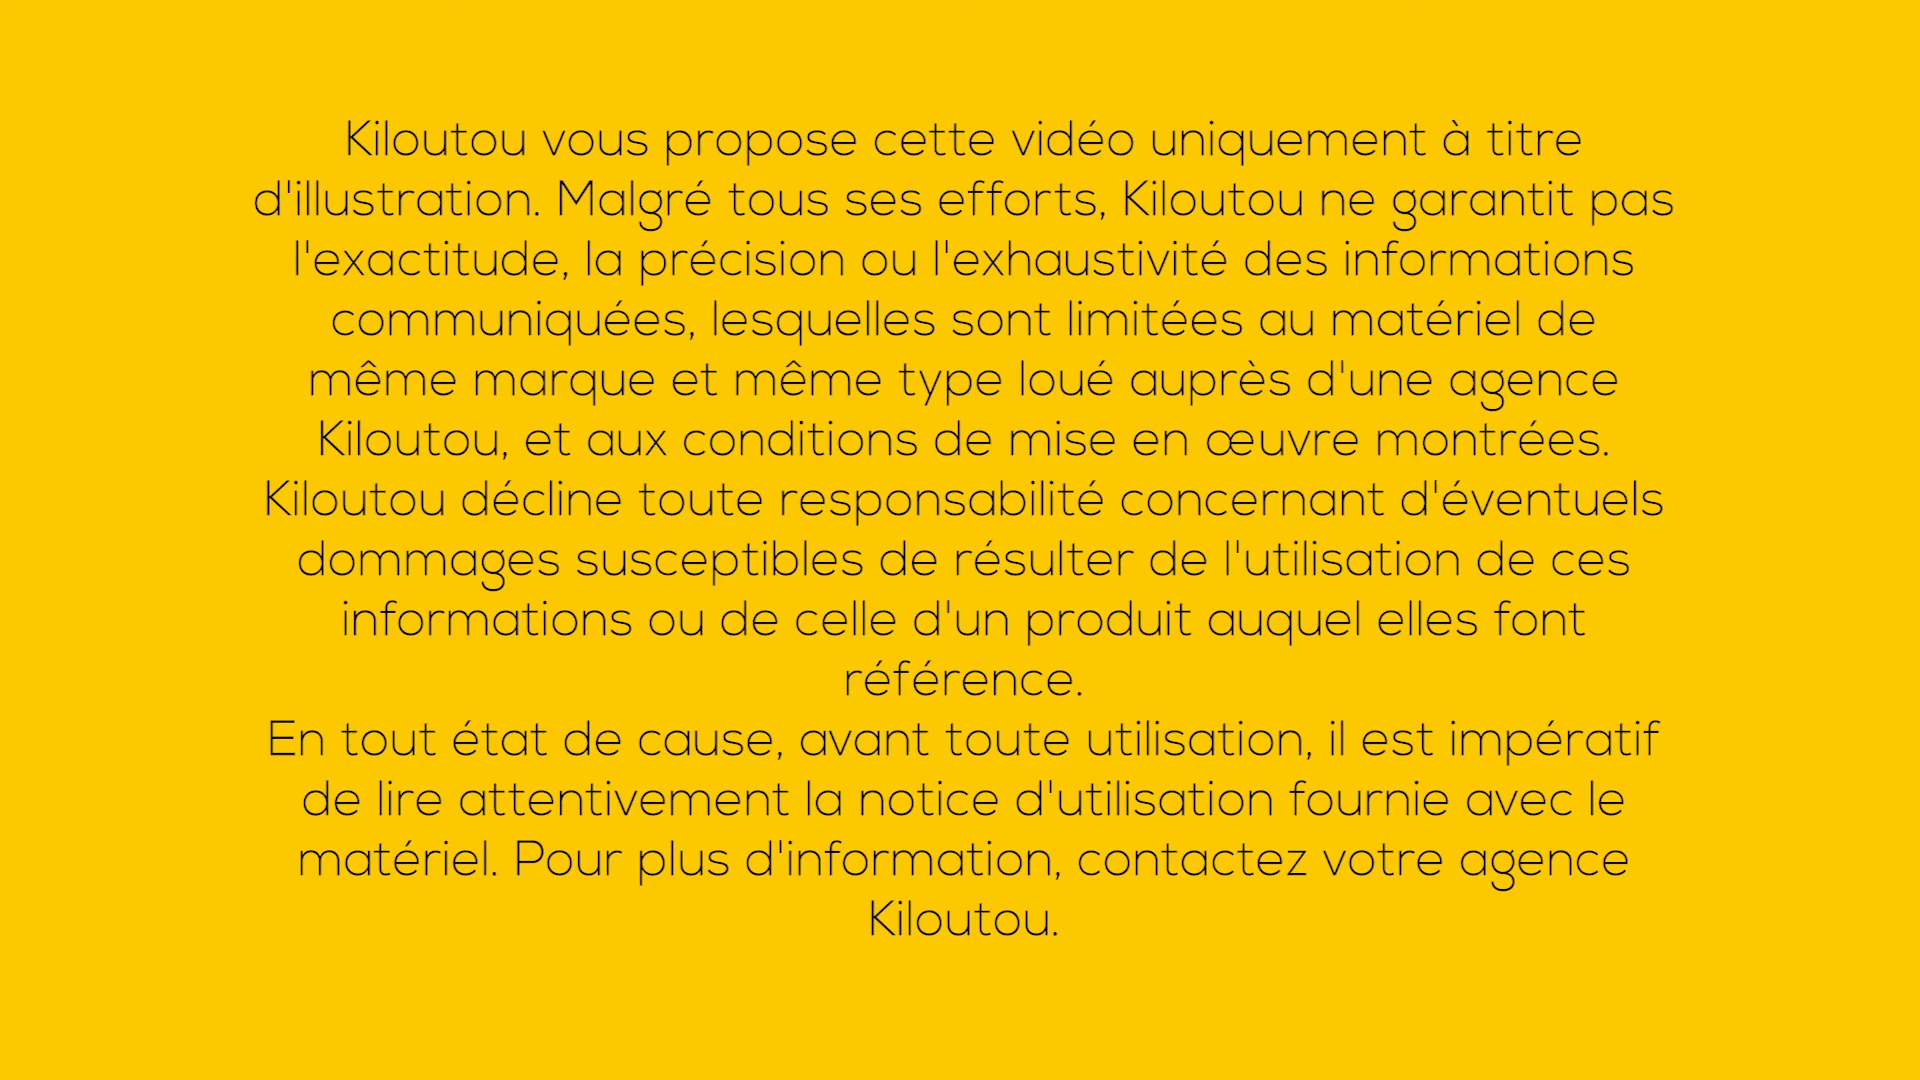 Kiloutou vous propose cette vidéo uniquement à titre
d'illustration. Malgré tous ses efforts, Kiloutou ne garantit pas
l'exactitude, la précision ou l'exhaustivité des informations
communiquées, lesquelles sont limitées au matériel de
même marque et même type loué auprès d'une agence
Kiloutou, et aux conditions de mise en œuvre montrées.
Kiloutou décline toute responsabilité concernant d'éventuels
dommages susceptibles de résulter de l'utilisation de ces
informations ou de celle d'un produit auquel elles font
référence.
En tout état de cause, avant toute utilisation, il est impératif
de lire attentivement la notice d'utilisation fournie avec le
matériel. Pour plus d'information, contactez votre agence
Kiloutou.